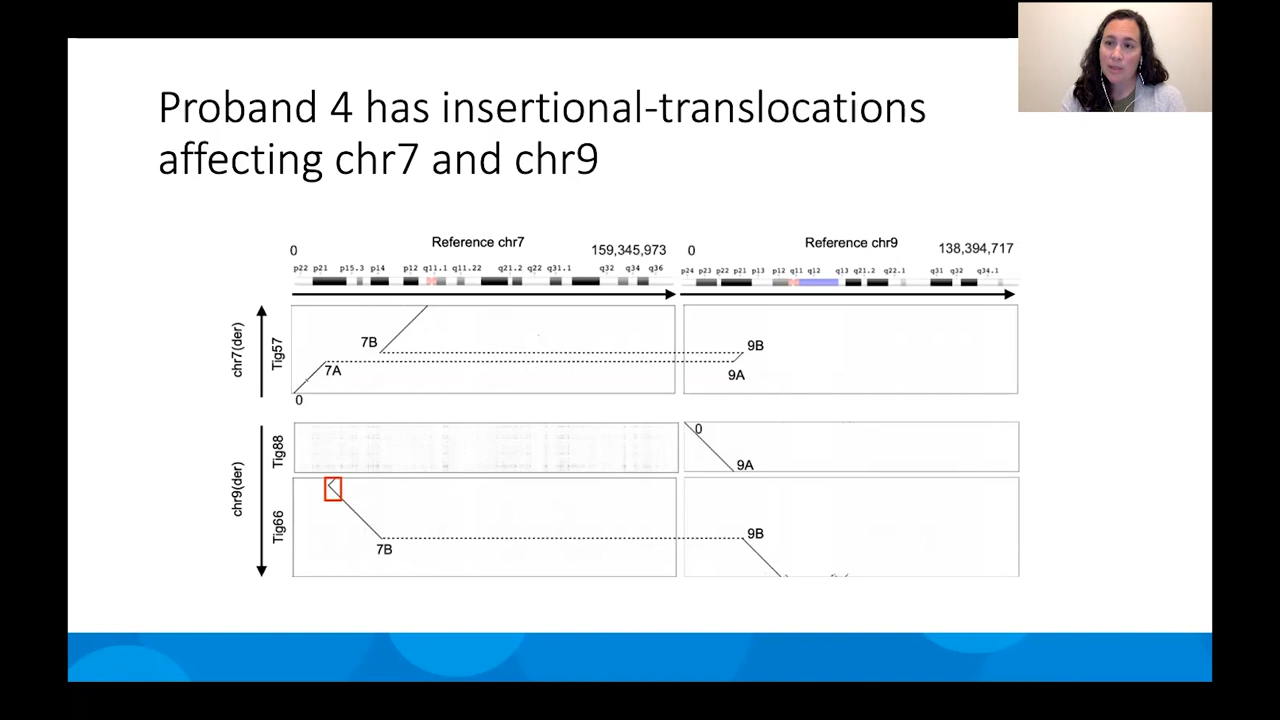 Proband 4 has insertional-translocations
affecting chr7 and chr9
0 Reference chr7 159,345,973
0 Reference chr9 138,394,717
p22 p21 p15.3 p14 p12 q11.1 q11.22 q21.2 q22 q31.1 q32 q34 q36
p24 p23 p22 p21 p13 p12 q11 q12 q13 q21.2 q22.1 q31 q32 q34.1
chr7(der)
Tig57
7B
7A
0
9B
9A
chr9(der)
Tig88
0
9A
Tig66
7B
9B